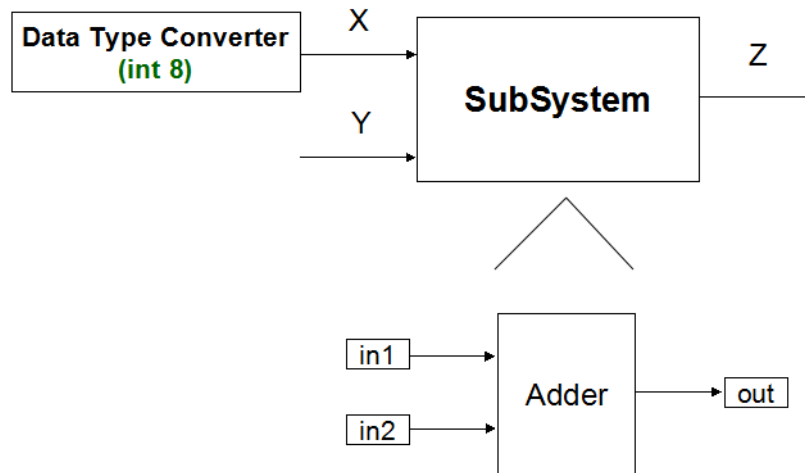 Data Type Converter
(int 8)
X
Y
SubSystem
Z
in1
in2
Adder
out